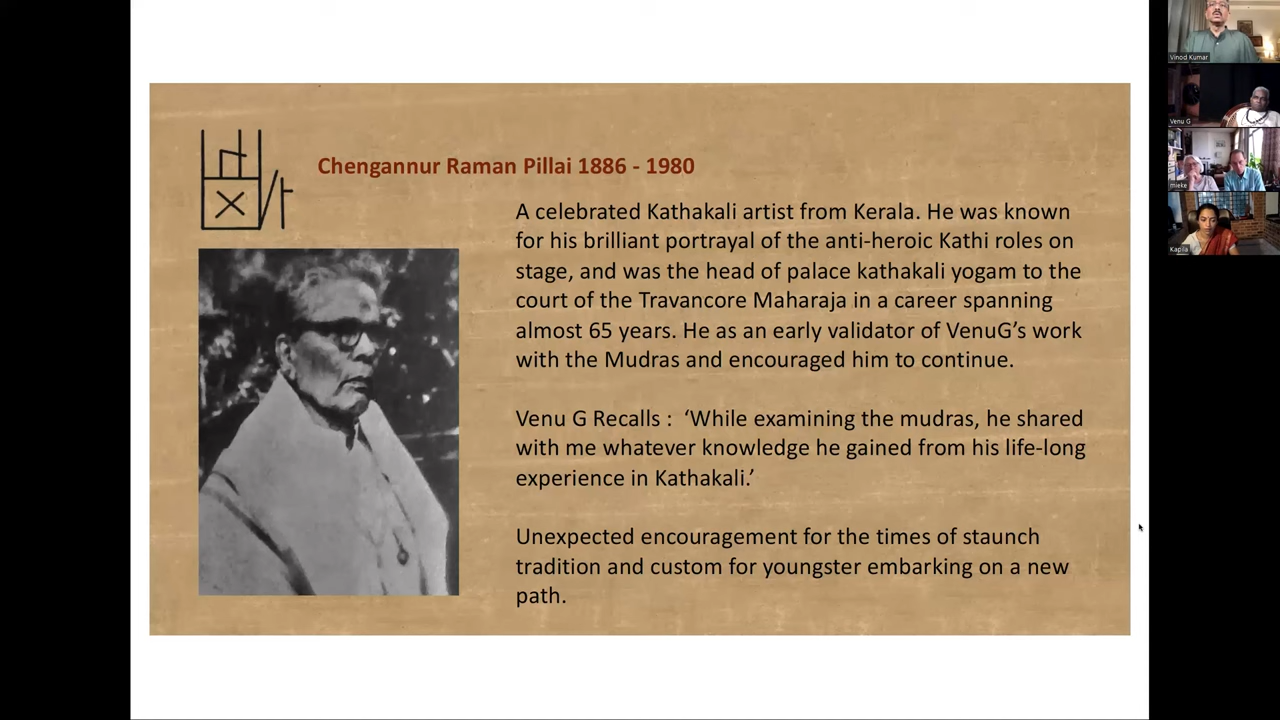 Chengannur Raman Pillai 1886 - 1980
A celebrated Kathakali artist from Kerala. He was known
for his brilliant portrayal of the anti-heroic Kathi roles on
stage, and was the head of palace kathakali yogam to the
court of the Travancore Maharaja in a career spanning
almost 65 years. He as an early validator of VenuG’s work
with the Mudras and encouraged him to continue.
Venu G Recalls :  ‘While examining the mudras, he shared
with me whatever knowledge he gained from his life-long
experience in Kathakali.’
Unexpected encouragement for the times of staunch
tradition and custom for youngster embarking on a new
path.
Vinod Kumar
Venu G
mieke
Kapila